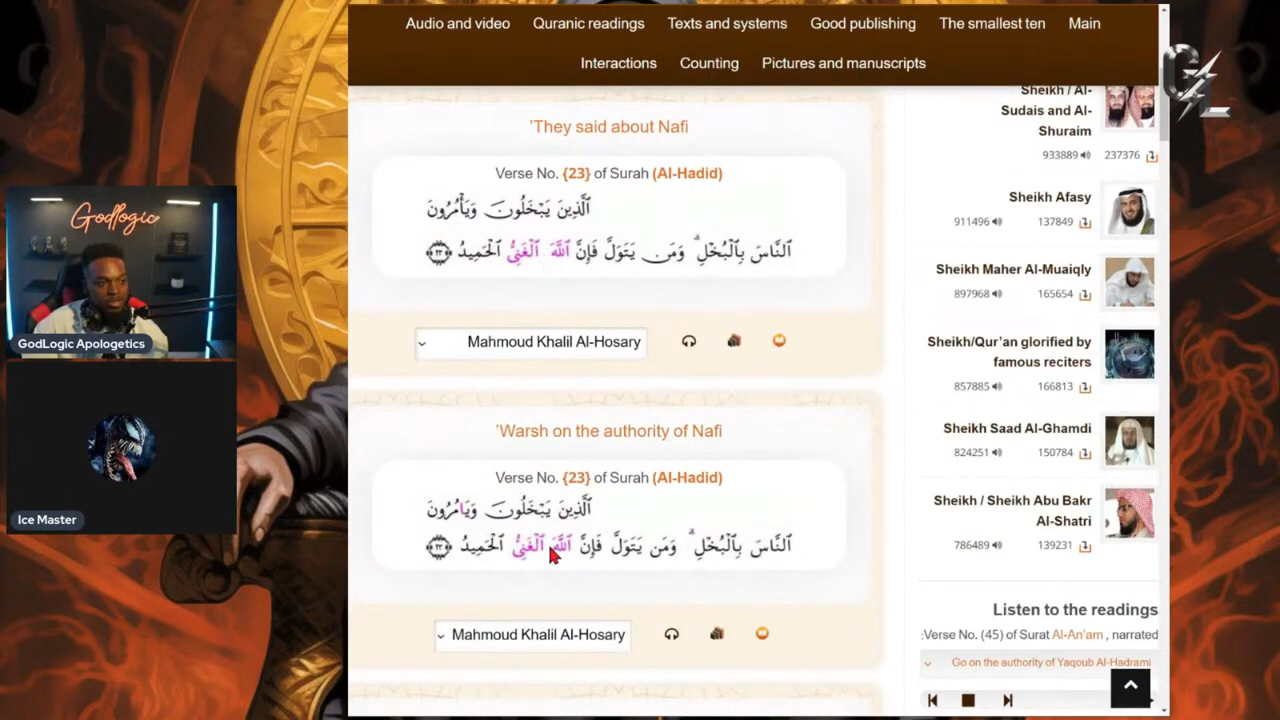 Audio and video Quranic readings Texts and systems Good publishing The smallest ten Main
Interactions Counting Pictures and manuscripts
'They said about Nafi
Verse No. {23} of Surah (Al-Hadid)
ٱلَّذِينَ يَبْخَلُونَ وَيَأْمُرُونَ
ٱلنَّاسَ بِٱلْبُخْلِ ۗ وَمَن يَتَوَلَّ فَإِنَّ ٱللَّهَ ٱلْغَنِىُّ ٱلْحَمِيدُ ٢٣
Mahmoud Khalil Al-Hosary
'Warsh on the authority of Nafi
Verse No. {23} of Surah (Al-Hadid)
ٱلَّذِينَ يَبْخَلُونَ وَيَامُرُونَ
ٱلنَّاسَ بِٱلْبُخْلِ ۗ وَمَن يَتَوَلَّ فَإِنَّ ٱللَّهَ ٱلْغَنِىُّ ٱلْحَمِيدُ ٢٣
Mahmoud Khalil Al-Hosary
Sheikh / Al-
Sudais and Al-
Shuraim
933889 237376
Sheikh Afasy
911496 137849
Sheikh Maher Al-Muaiqly
897968 165654
Sheikh/Qur'an glorified by
famous reciters
857885 166813
Sheikh Saad Al-Ghamdi
824251 150784
Sheikh / Sheikh Abu Bakr
Al-Shatri
786489 139231
Listen to the readings
:Verse No. (45) of Surat Al-An'am , narrated
Go on the authority of Yaqoub Al-Hadrami
Godlogic
GodLogic Apologetics
Ice Master
GL